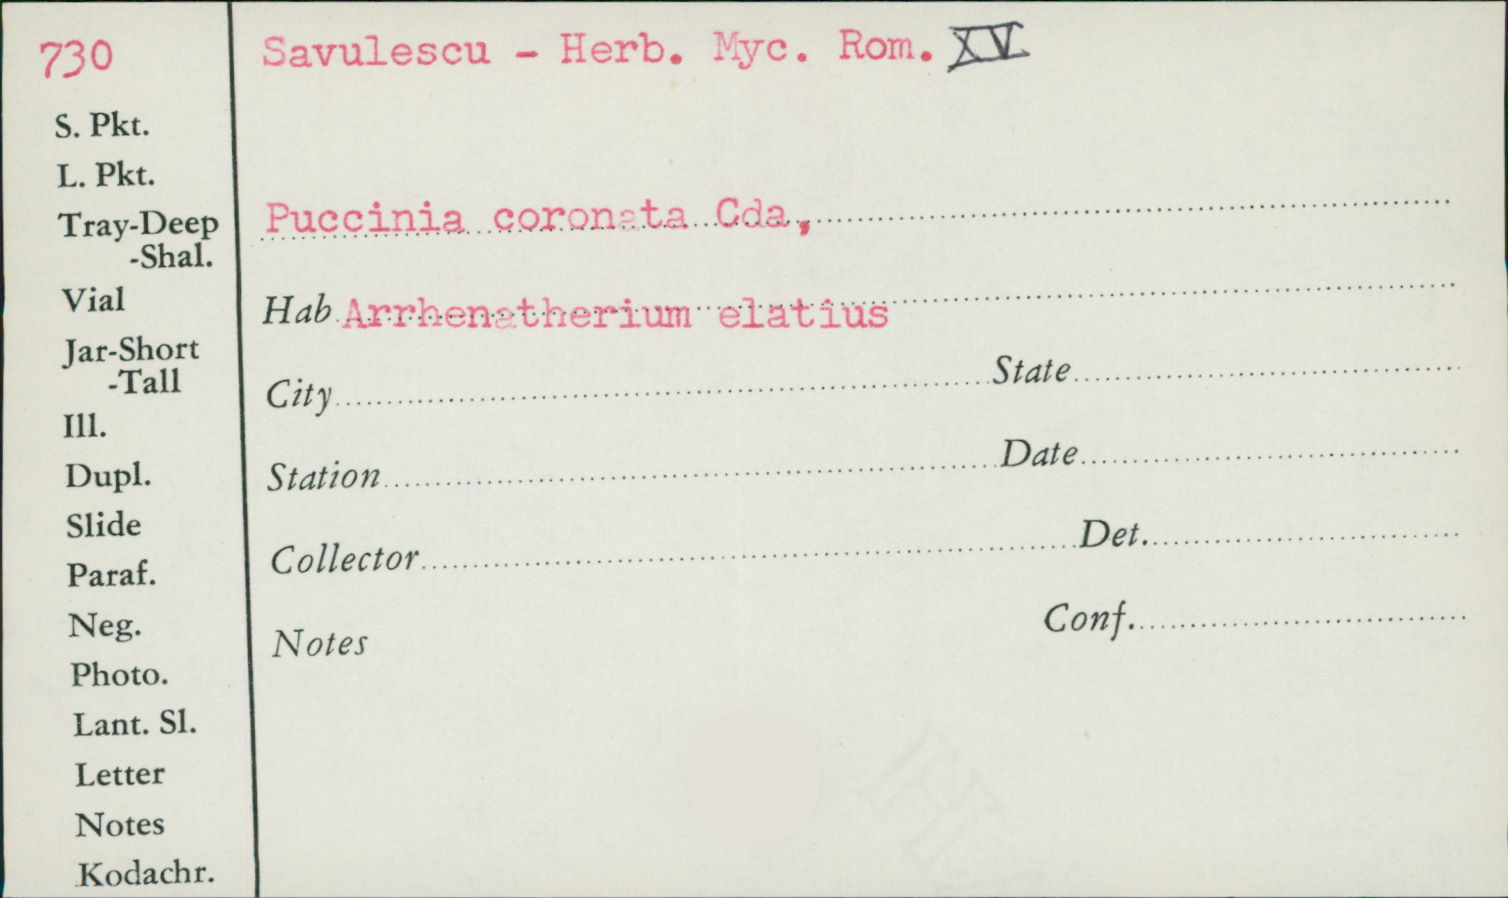 730
Savulescu - Herb. Myc. Rom. XV
S. Pkt.
L. Pkt.
Tray-Deep
-Shal.
Vial
Jar-Short
-Tall
Ill.
Dupl.
Slide
Paraf.
Neg.
Photo.
Lant. Sl.
Letter
Notes
Kodachr.
Puccinia coronata Cda,
Hab Arrhenatherium elatius
City State
Station Date
Collector Det.
Conf.
Notes